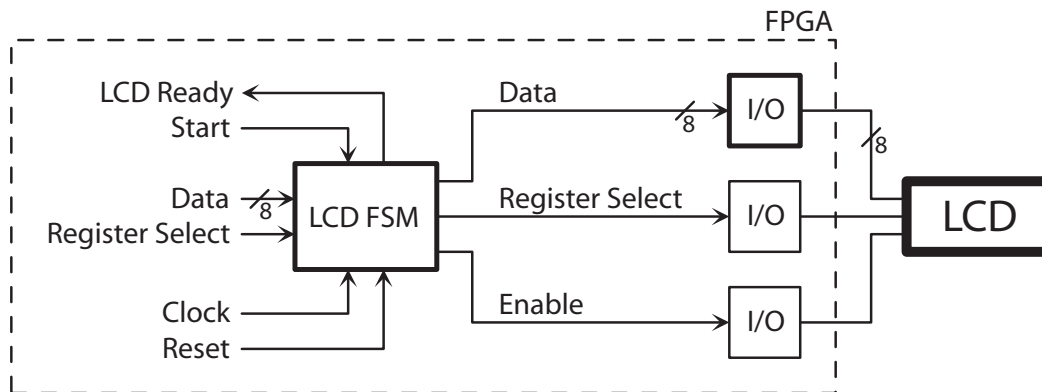 FPGA
LCD Ready
Start
Data
8
Register Select
LCD FSM
Clock
Reset
Data
8
I/O
8
Register Select
I/O
Enable
I/O
LCD